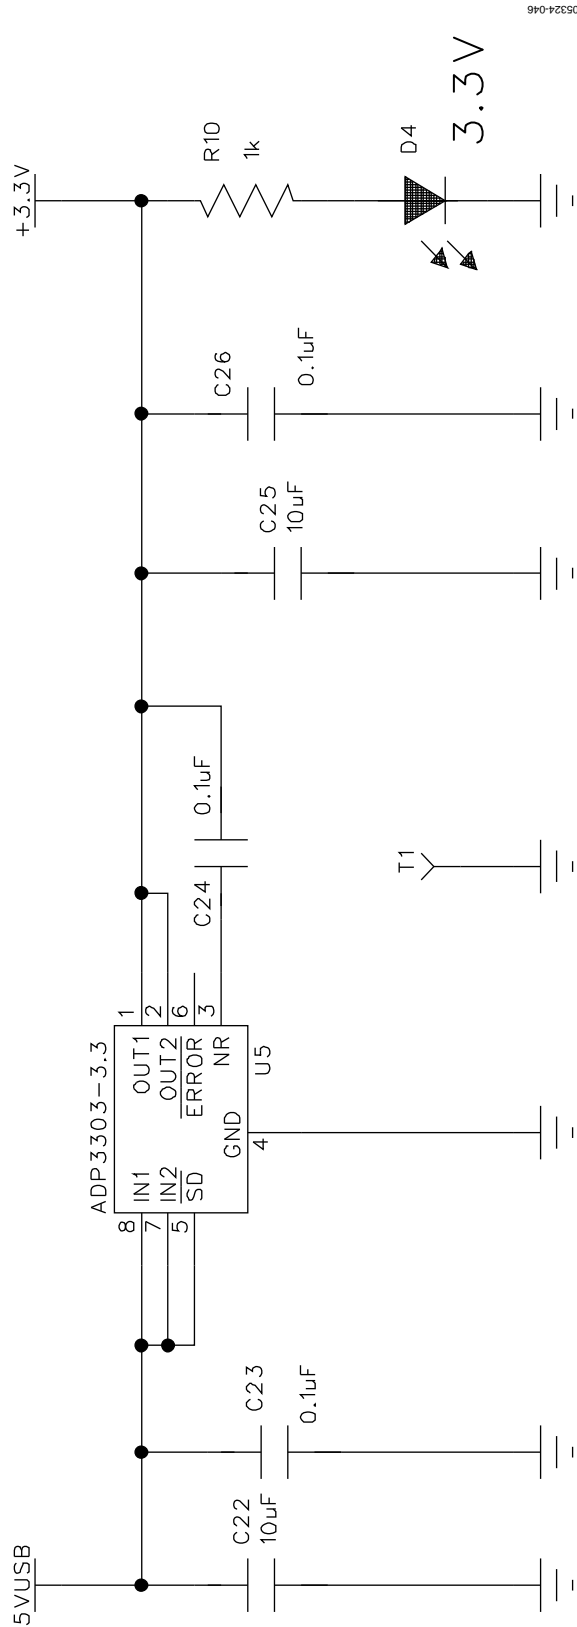 5VUSB
C22
10uF
C23
0.1uF
ADP3303-3.3
8 IN1
7 IN2
5 SD
OUT1 1
OUT2 2
ERROR 6
NR 3
GND
4
U5
C24
0.1uF
T1
C25
10uF
C26
0.1uF
+3.3V
R10
1k
D4
3.3V
05324-046